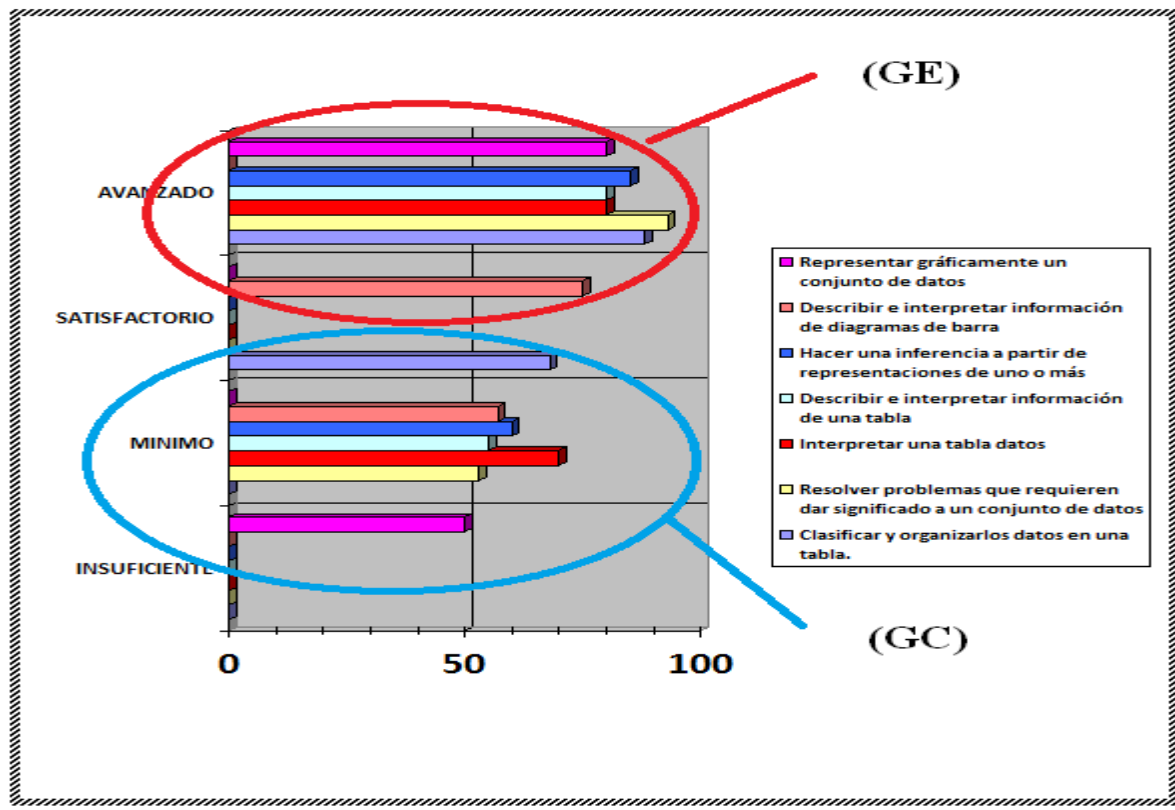 (GE)
AVANZADO
SATISFACTORIO
MINIMO
INSUFICIENTE
0
50
100
Representar gráficamente un
conjunto de datos
Describir e interpretar información
de diagramas de barra
Hacer una inferencia a partir de
representaciones de uno o más
Describir e interpretar información
de una tabla
Interpretar una tabla datos
Resolver problemas que requieren
dar significado a un conjunto de datos
Clasificar y organizarlos datos en una
tabla.
(GC)